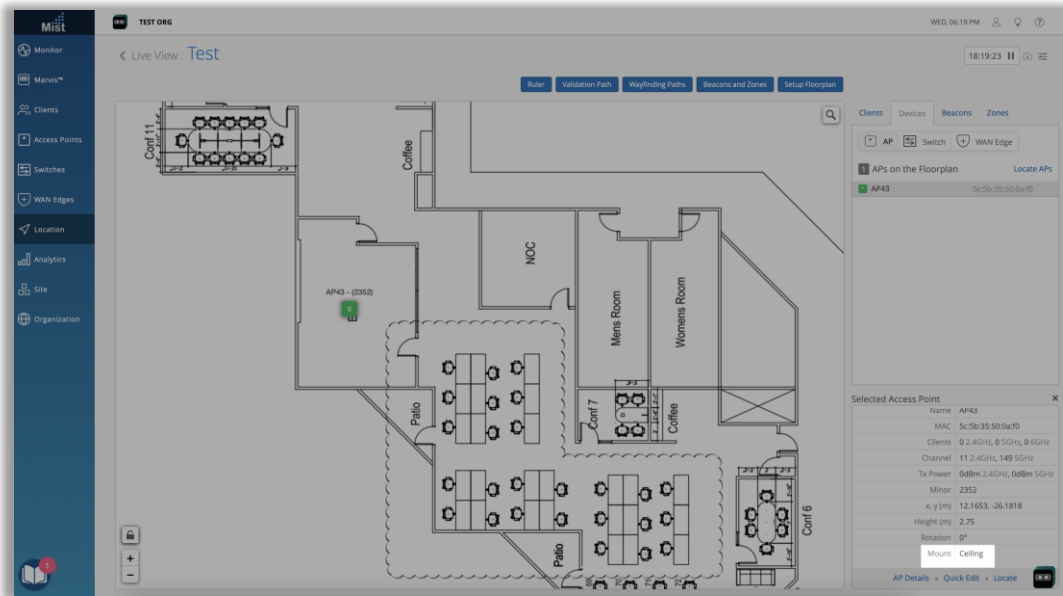 Mist
TEST ORG
WED, 06:19 PM
Monitor
Marvis™
Clients
Access Points
Switches
WAN Edges
Location
Analytics
Site
Organization
1
< Live View : Test
18:19:23
Ruler
Validation Path
Wayfinding Paths
Beacons and Zones
Setup Floorplan
Conf 11
Coffee
NOC
Mens Room
Womens Room
AP43 - (2352)
Patio
Conf 7
Coffee
Conf 6
Patio
69
70
71
72
Clients Devices Beacons Zones
AP Switch WAN Edge
1 APs on the Floorplan Locate APs
AP43 5c:5b:35:50:0a:f0
Selected Access Point
Name AP43
MAC 5c:5b:35:50:0a:f0
Clients 0 2.4GHz, 0 5GHz, 0 6GHz
Channel 11 2.4GHz, 149 5GHz
Tx Power 0dBm 2.4GHz, 0dBm 5GHz
Minor 2352
x, y (m) 12.1653, -26.1818
Height (m) 2.75
Rotation 0°
Mount Ceiling
AP Details Quick Edit Locate